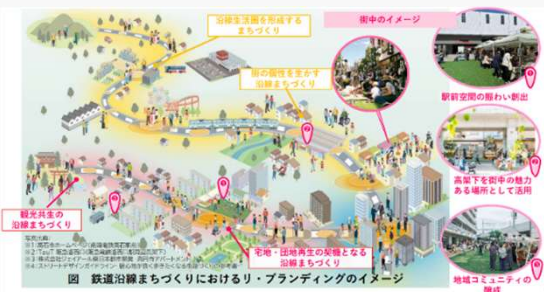 沿線生活圏を形成する
まちづくり
街の個性を生かす
沿線まちづくり
街中のイメージ
駅前空間の賑わい創出
高架下を街中の魅力
ある場所として活用
地域コミュニティの
醸成
観光共生の
沿線まちづくり
宅地・団地再生の契機となる
沿線まちづくり
図 鉄道沿線まちづくりにおけるリ・ブランディングのイメージ